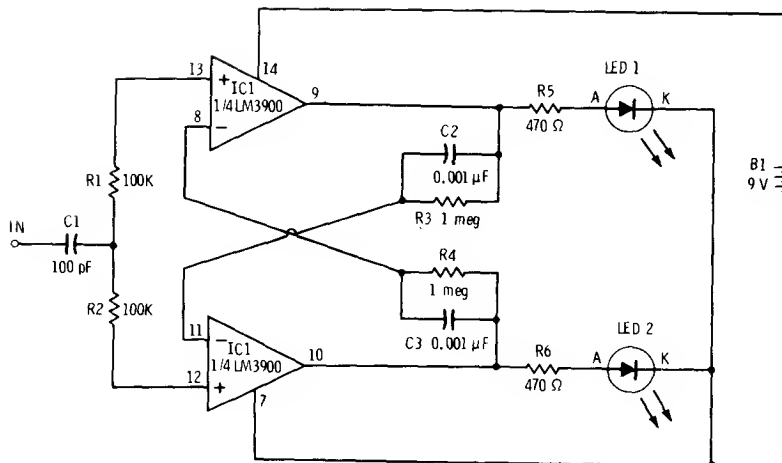 13
+
14
IC1
1/4 LM3900
9
8
−
R5
470 Ω
LED 1
A
K
C2
0.001 µF
R3 1 meg
B1
9 V
R1
100K
IN
C1
100 pF
R4
1 meg
R2
100K
C3 0.001 µF
11
−
IC1
1/4 LM3900
10
12
+
7
R6
470 Ω
LED 2
A
K